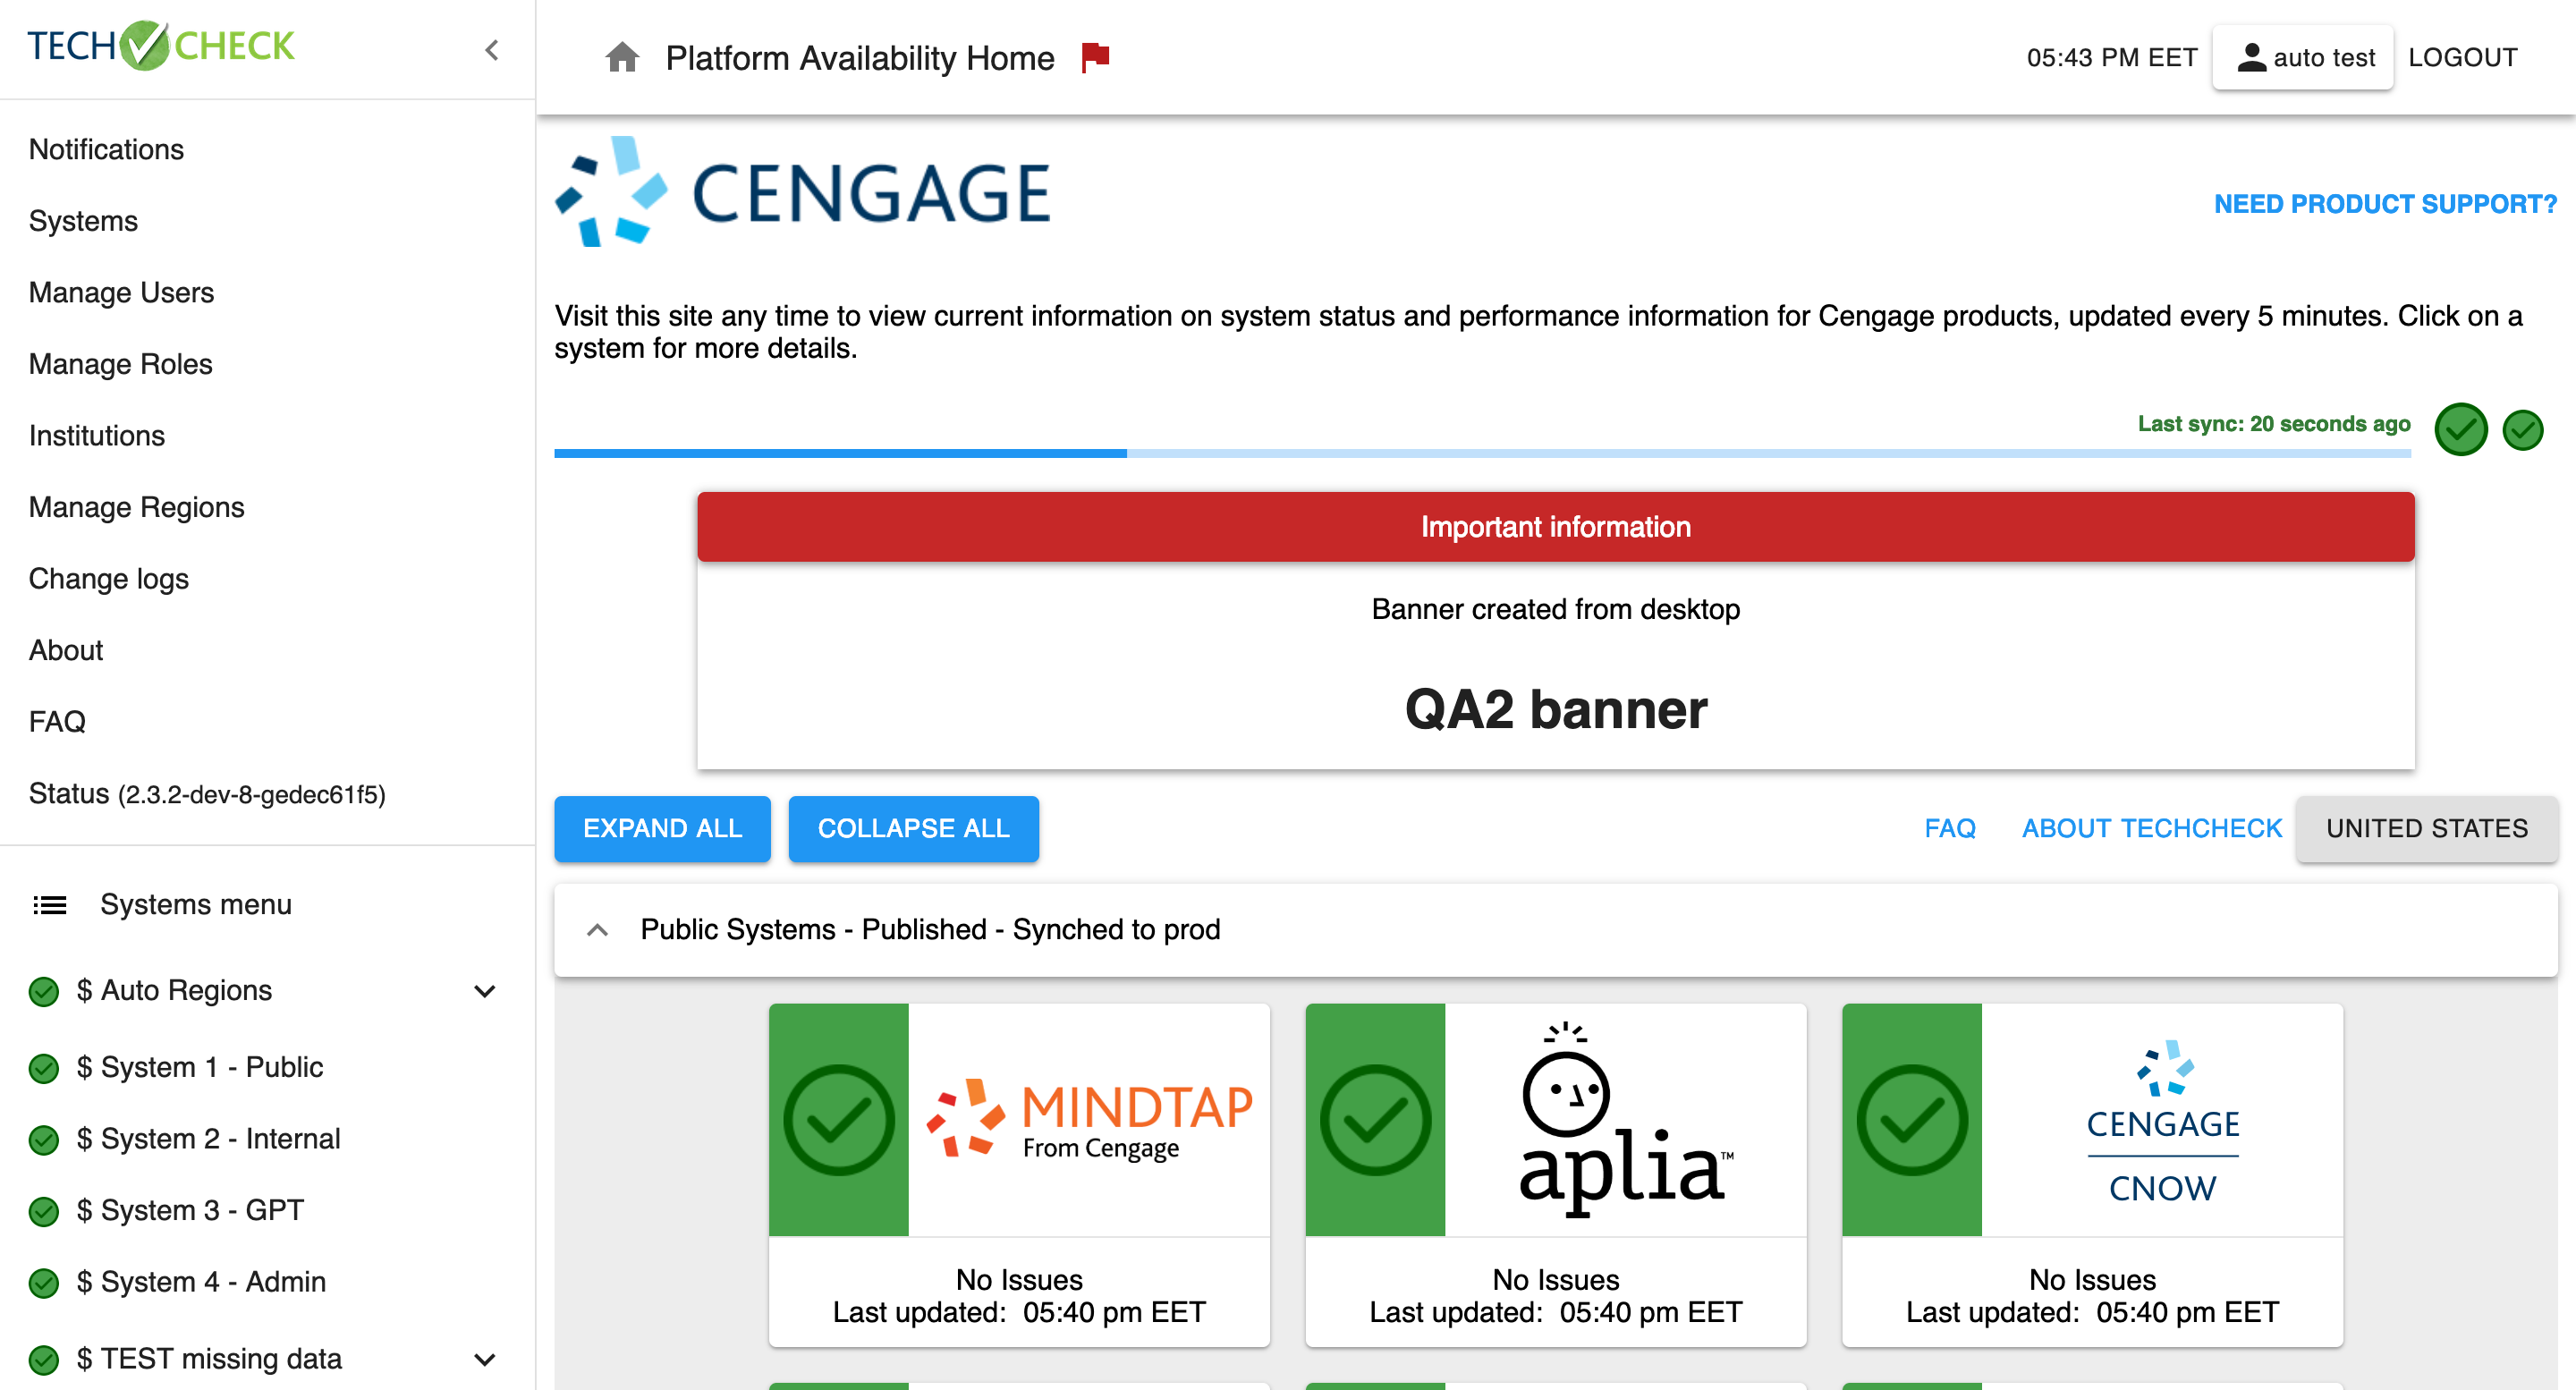 TECH CHECK
Notifications
Systems
Manage Users
Manage Roles
Institutions
Manage Regions
Change logs
About
FAQ
Status (2.3.2-dev-8-gedec61f5)
Systems menu
$ Auto Regions
$ System 1 - Public
$ System 2 - Internal
$ System 3 - GPT
$ System 4 - Admin
$ TEST missing data
Platform Availability Home
05:43 PM EET
auto test
LOGOUT
CENGAGE
NEED PRODUCT SUPPORT?
Visit this site any time to view current information on system status and performance information for Cengage products, updated every 5 minutes. Click on a
system for more details.
Last sync: 20 seconds ago
Important information
Banner created from desktop
QA2 banner
EXPAND ALL
COLLAPSE ALL
FAQ
ABOUT TECHCHECK
UNITED STATES
Public Systems - Published - Synched to prod
MINDTAP
From Cengage
No Issues
Last updated: 05:40 pm EET
aplia™
No Issues
Last updated: 05:40 pm EET
CENGAGE
CNOW
No Issues
Last updated: 05:40 pm EET